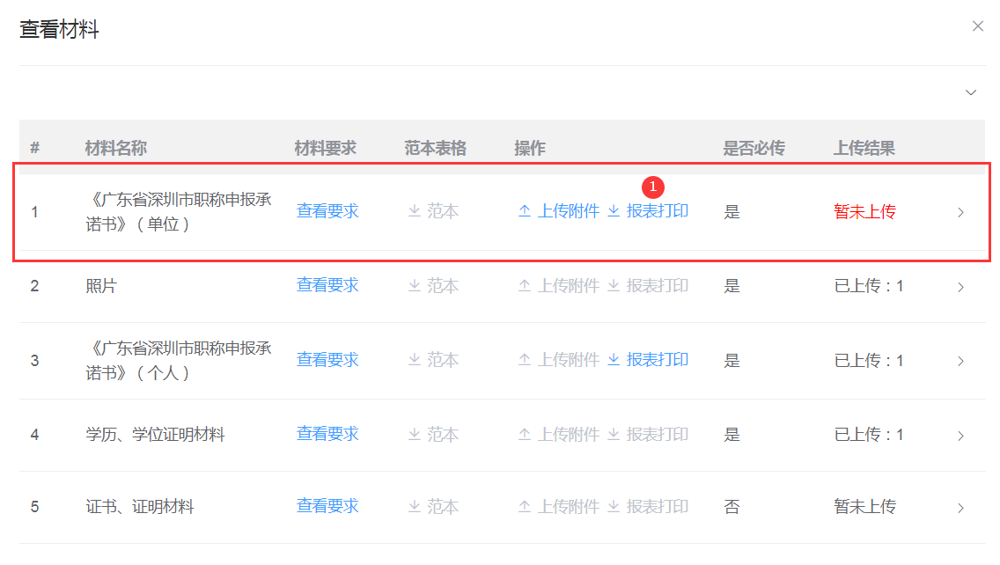 查看材料
# 材料名称 材料要求 范本表格 操作 是否必传 上传结果
1
1 《广东省深圳市职称申报承诺书》（单位） 查看要求 范本 上传附件 报表打印 是 暂未上传
2 照片 查看要求 范本 上传附件 报表打印 是 已上传：1
3 《广东省深圳市职称申报承诺书》（个人） 查看要求 范本 上传附件 报表打印 是 已上传：1
4 学历、学位证明材料 查看要求 范本 上传附件 报表打印 是 已上传：1
5 证书、证明材料 查看要求 范本 上传附件 报表打印 否 暂未上传